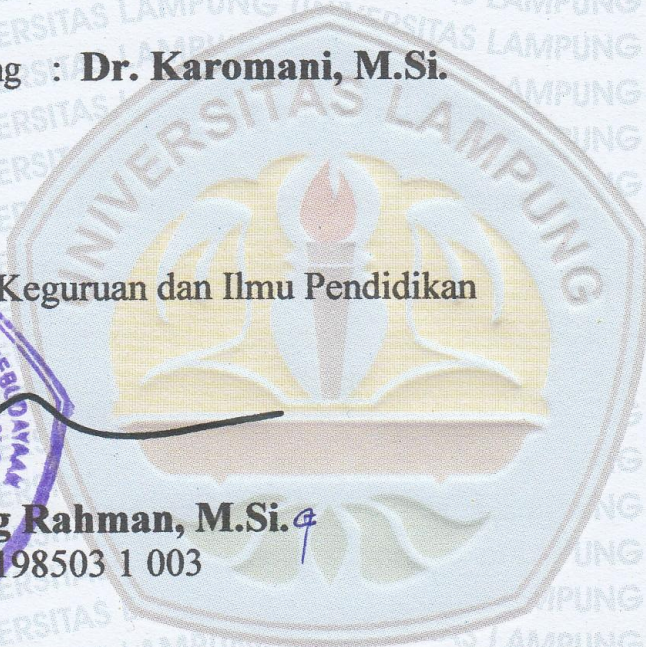 : Dr. Karomani, M.Si.
UNIVERSITAS LAMPUNG
Keguruan dan Ilmu Pendidikan
Rahman, M.Si.
198503 1 003